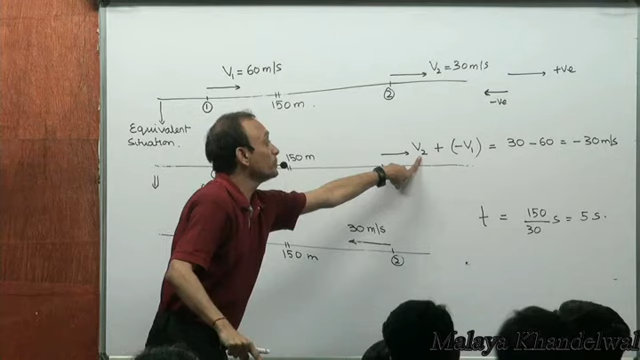 V₁ = 60 m/s
V₂ = 30 m/s
+ve
-ve
① 150 m. ②
Equivalent
Situation.
150 m
V₂ + (-V₁) = 30 - 60 = -30 m/s
t = 150/30 s = 5 s.
30 m/s
150 m ②
Malaya Khandelwal